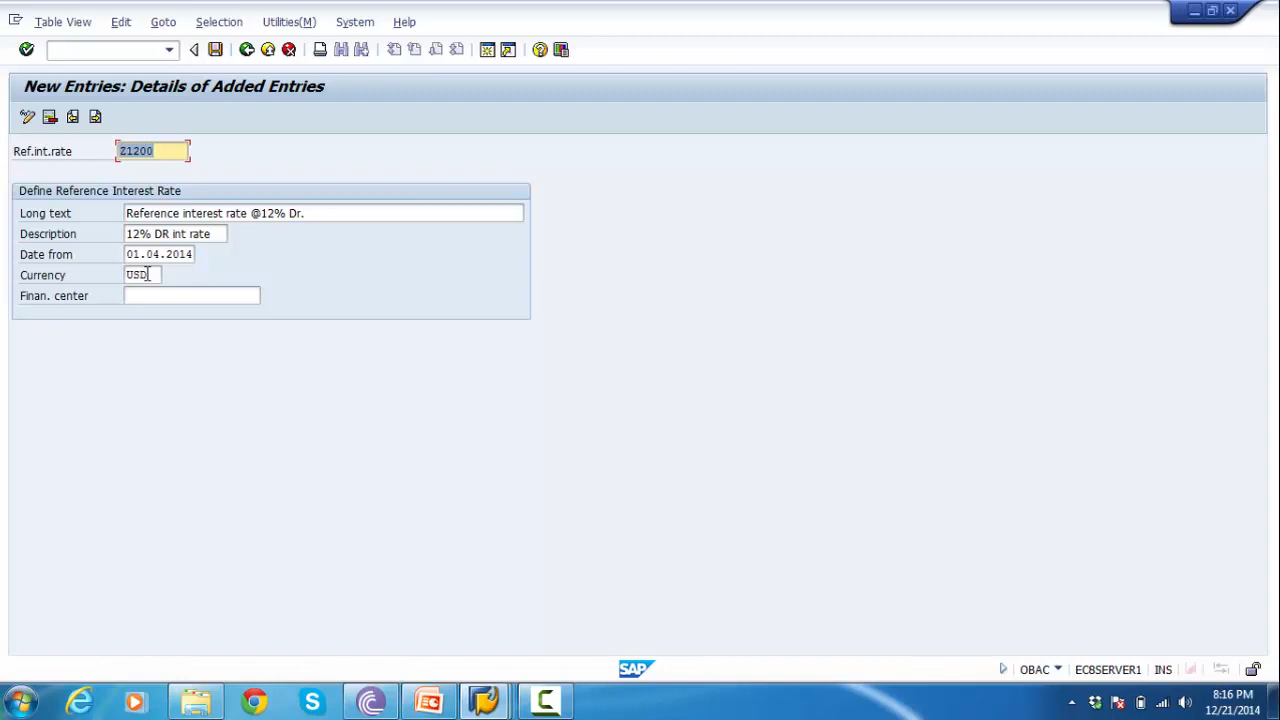 Table View Edit Goto Selection Utilities(M) System Help
New Entries: Details of Added Entries
Ref.int.rate Z1200
Define Reference Interest Rate
Long text Reference interest rate @12% Dr.
Description 12% DR int rate
Date from 01.04.2014
Currency USD
Finan. center
SAP OBAC EC8SERVER1 INS
8:16 PM
12/21/2014